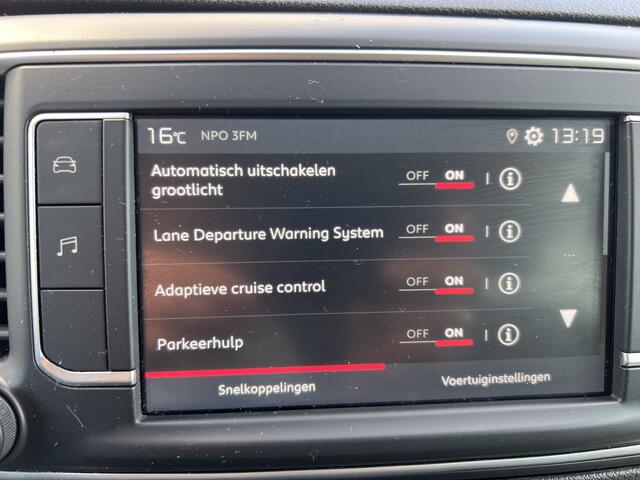 16°C NPO 3FM 13:19
Automatisch uitschakelen
grootlicht OFF ON
Lane Departure Warning System OFF ON
Adaptieve cruise control OFF ON
Parkeerhulp OFF ON
Snelkoppelingen Voertuiginstellingen